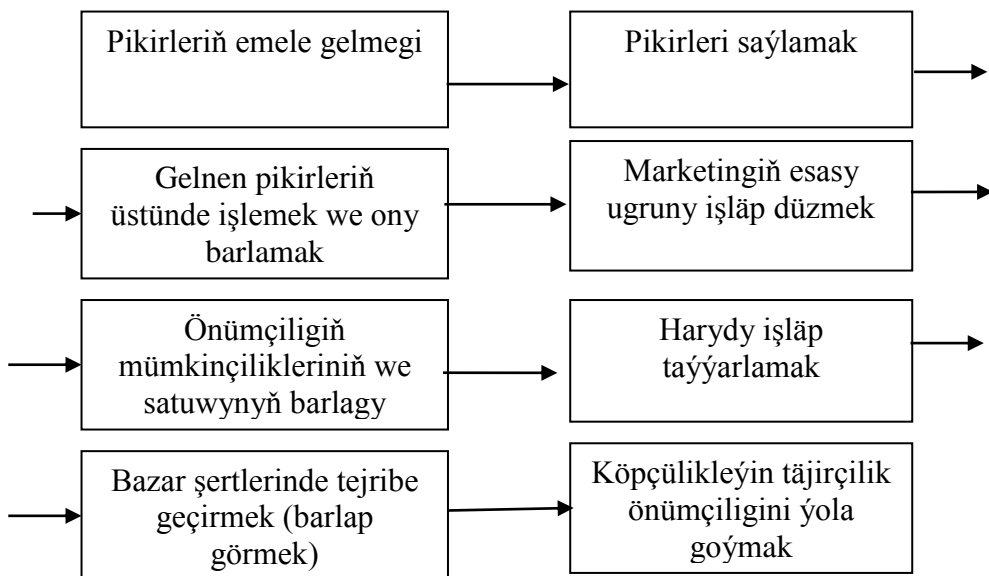 Pikirleriň emele gelmegi
Pikirleri saýlamak
Gelnen pikirleriň
üstünde işlemek we ony
barlamak
Marketingiň esasy
ugruny işläp düzmek
Önümçiligiň
mümkinçilikleriniň we
satuwynyň barlagy
Harydy işläp
taýýarlamak
Bazar şertlerinde tejribe
geçirmek (barlap
görmek)
Köpçülikleýin täjirçilik
önümçiligini ýola
goýmak